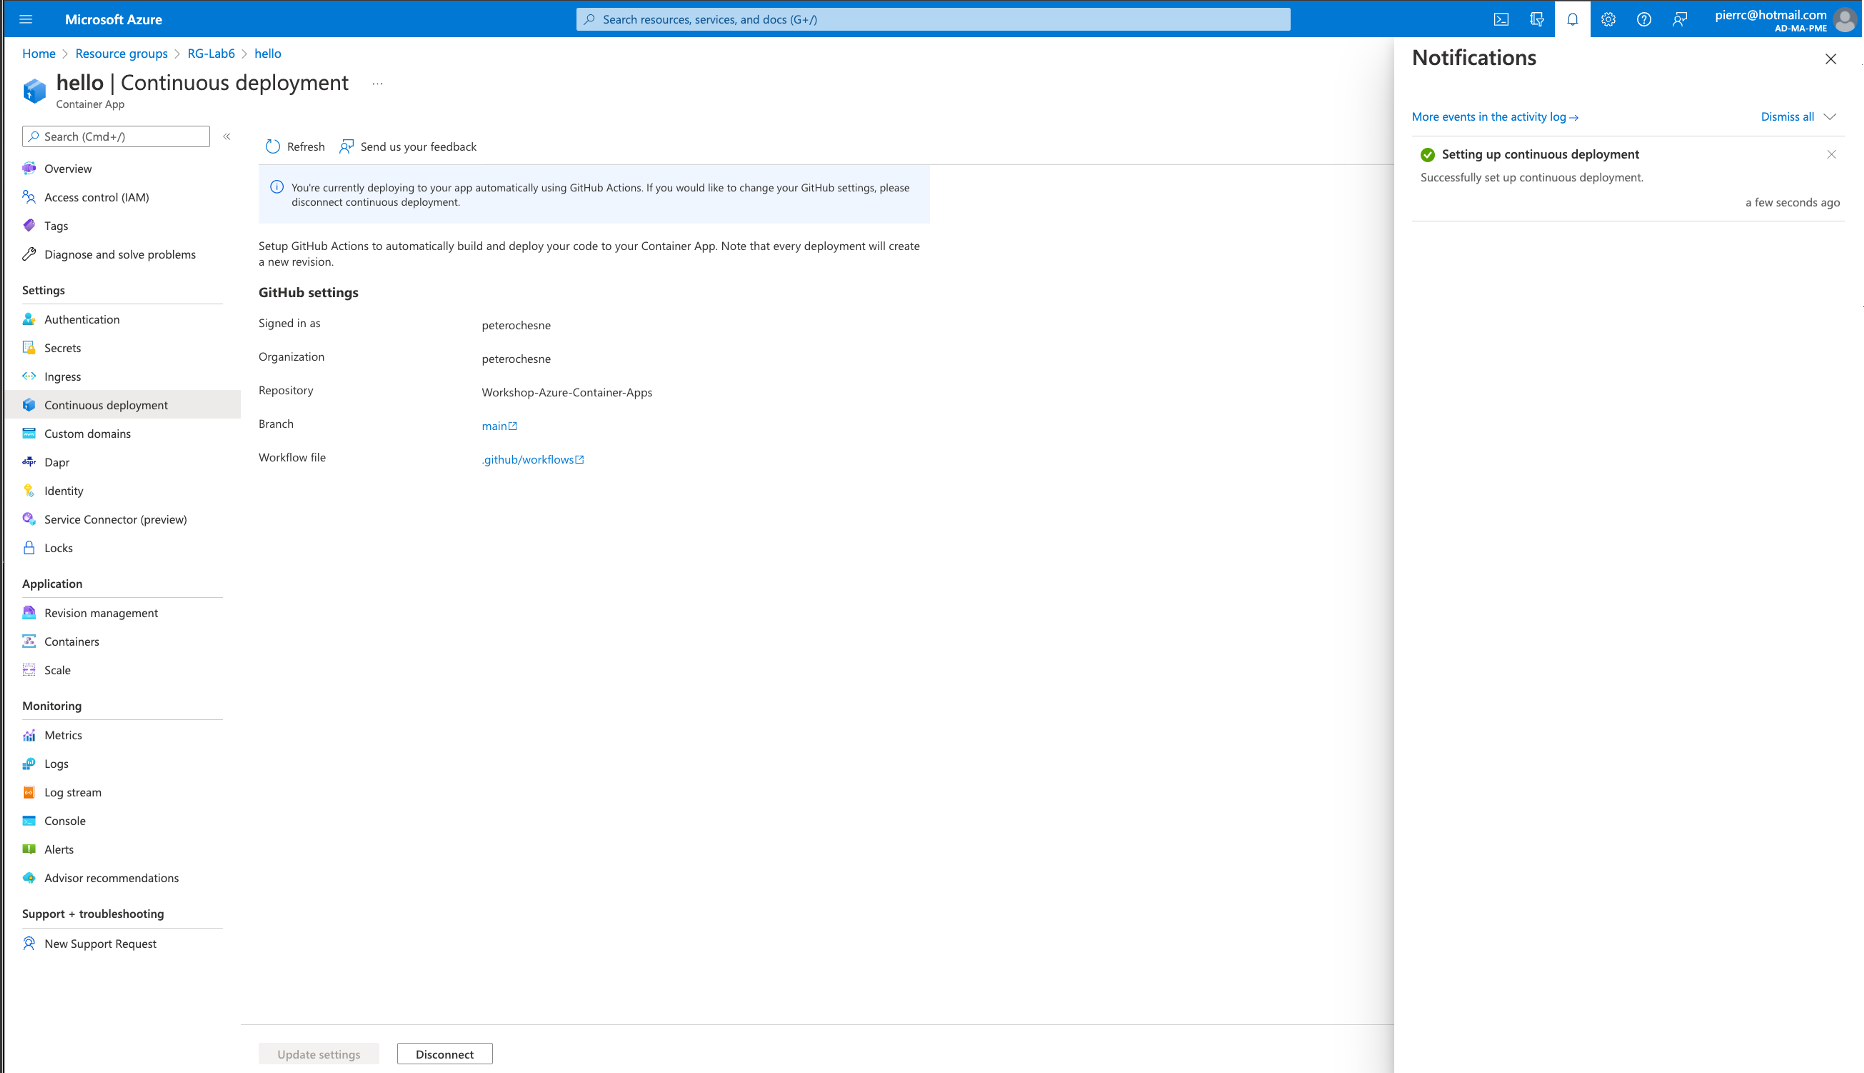 Microsoft Azure
Search resources, services, and docs (G+/)
pierrc@hotmail.com
AD-MA-PME
Home > Resource groups > RG-Lab6 > hello
hello | Continuous deployment ...
Container App
Search (Cmd+/)
«
Overview
Access control (IAM)
Tags
Diagnose and solve problems
Settings
Authentication
Secrets
Ingress
Continuous deployment
Custom domains
Dapr
Identity
Service Connector (preview)
Locks
Application
Revision management
Containers
Scale
Monitoring
Metrics
Logs
Log stream
Console
Alerts
Advisor recommendations
Support + troubleshooting
New Support Request
Refresh
Send us your feedback
You're currently deploying to your app automatically using GitHub Actions. If you would like to change your GitHub settings, please
disconnect continuous deployment.
Setup GitHub Actions to automatically build and deploy your code to your Container App. Note that every deployment will create
a new revision.
GitHub settings
Signed in as peterochesne
Organization peterochesne
Repository Workshop-Azure-Container-Apps
Branch main
Workflow file .github/workflows
Update settings
Disconnect
Notifications
More events in the activity log →
Dismiss all
Setting up continuous deployment
Successfully set up continuous deployment.
a few seconds ago